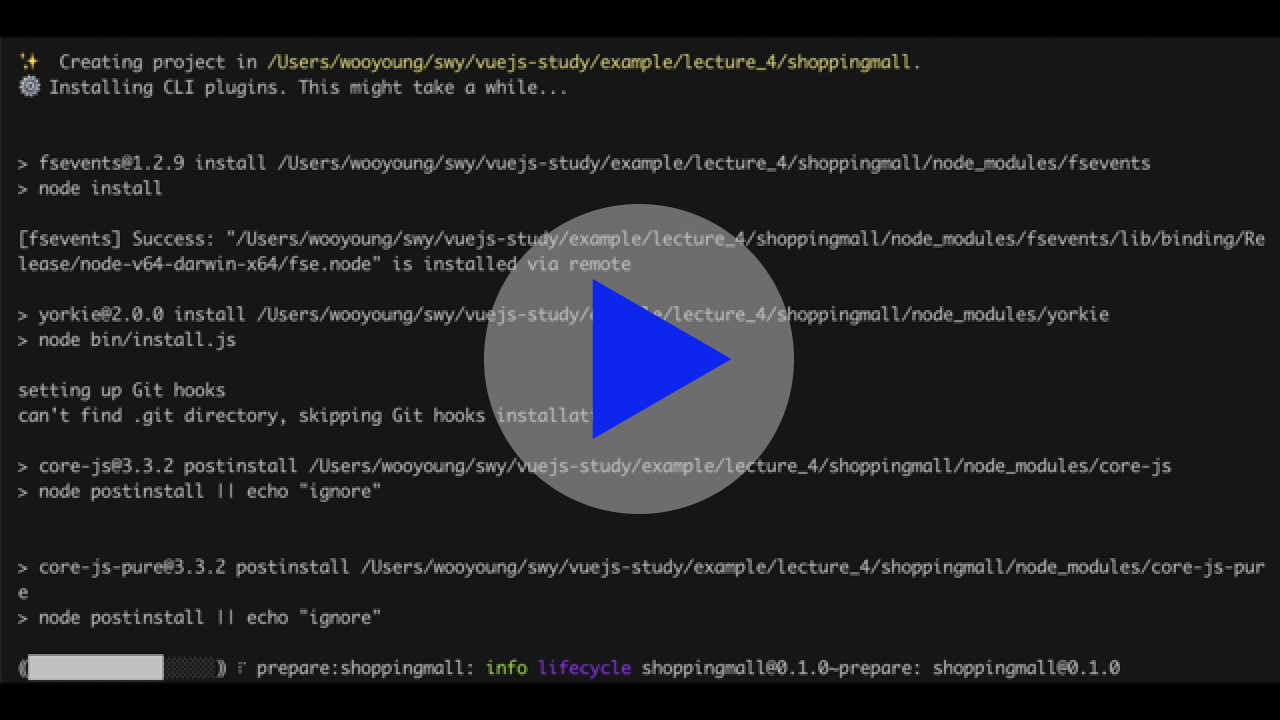 ✨ Creating project in /Users/wooyoung/swy/vuejs-study/example/lecture_4/shoppingmall.
⚙️ Installing CLI plugins. This might take a while...
> fsevents@1.2.9 install /Users/wooyoung/swy/vuejs-study/example/lecture_4/shoppingmall/node_modules/fsevents
> node install
[fsevents] Success: "/Users/wooyoung/swy/vuejs-study/example/lecture_4/shoppingmall/node_modules/fsevents/lib/binding/Re
lease/node-v64-darwin-x64/fse.node" is installed via remote
> yorkie@2.0.0 install /Users/wooyoung/swy/vuejs-study/example/lecture_4/shoppingmall/node_modules/yorkie
> node bin/install.js
setting up Git hooks
can't find .git directory, skipping Git hooks
> core-js@3.3.2 postinstall /Users/wooyoung/swy/vuejs-study/example/lecture_4/shoppingmall/node_modules/core-js
> node postinstall || echo "ignore"
> core-js-pure@3.3.2 postinstall /Users/wooyoung/swy/vuejs-study/example/lecture_4/shoppingmall/node_modules/core-js-pur
e
> node postinstall || echo "ignore"
prepare:shoppingmall: info lifecycle shoppingmall@0.1.0~prepare: shoppingmall@0.1.0